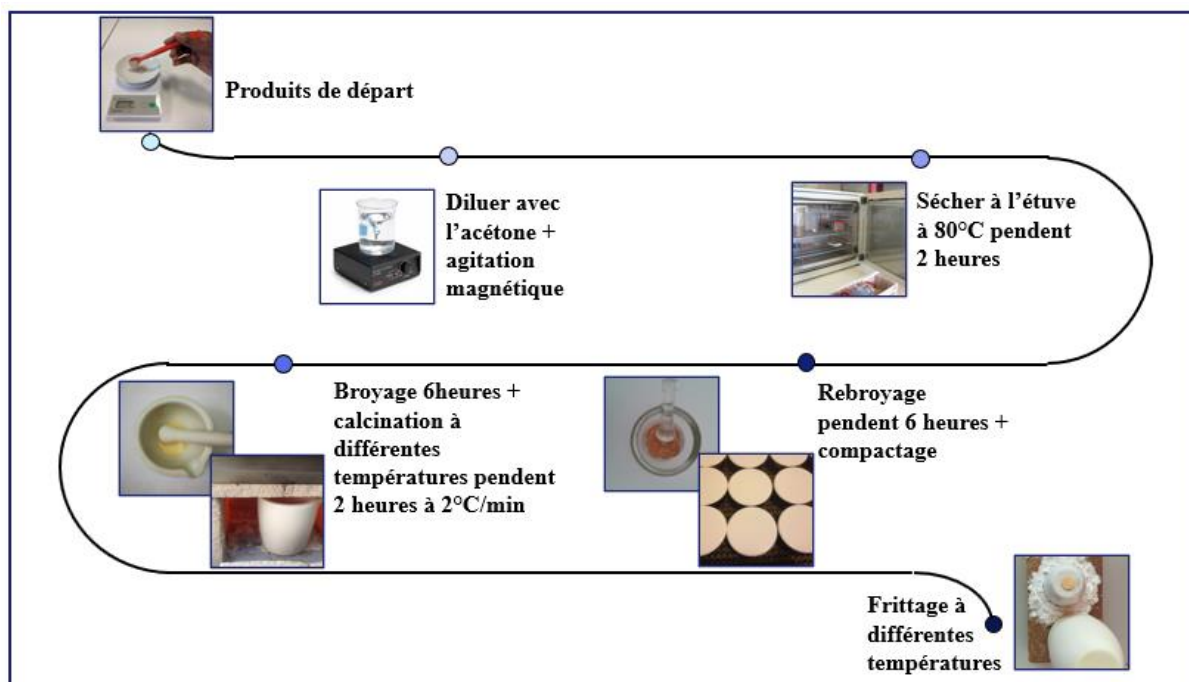 Produits de départ
Diluer avec
l'acétone +
agitation
magnétique
Sécher à l'étuve
à 80°C pendent
2 heures
Broyage 6heures +
calcination à
différentes
températures pendent
2 heures à 2°C/min
Rebroyage
pendent 6 heures +
compactage
Frittage à
différentes
températures